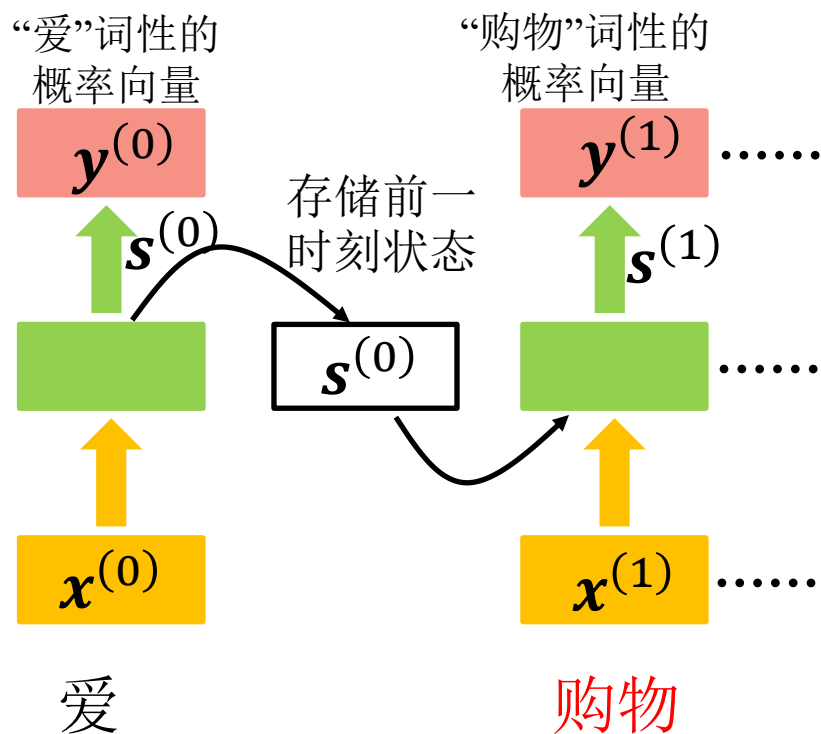 “爱”词性的
概率向量
“购物”词性的
概率向量
y^(0)
y^(1) ......
s^(0)
存储前一
时刻状态
s^(1)
s^(0)
......
x^(0)
x^(1) ......
爱
购物